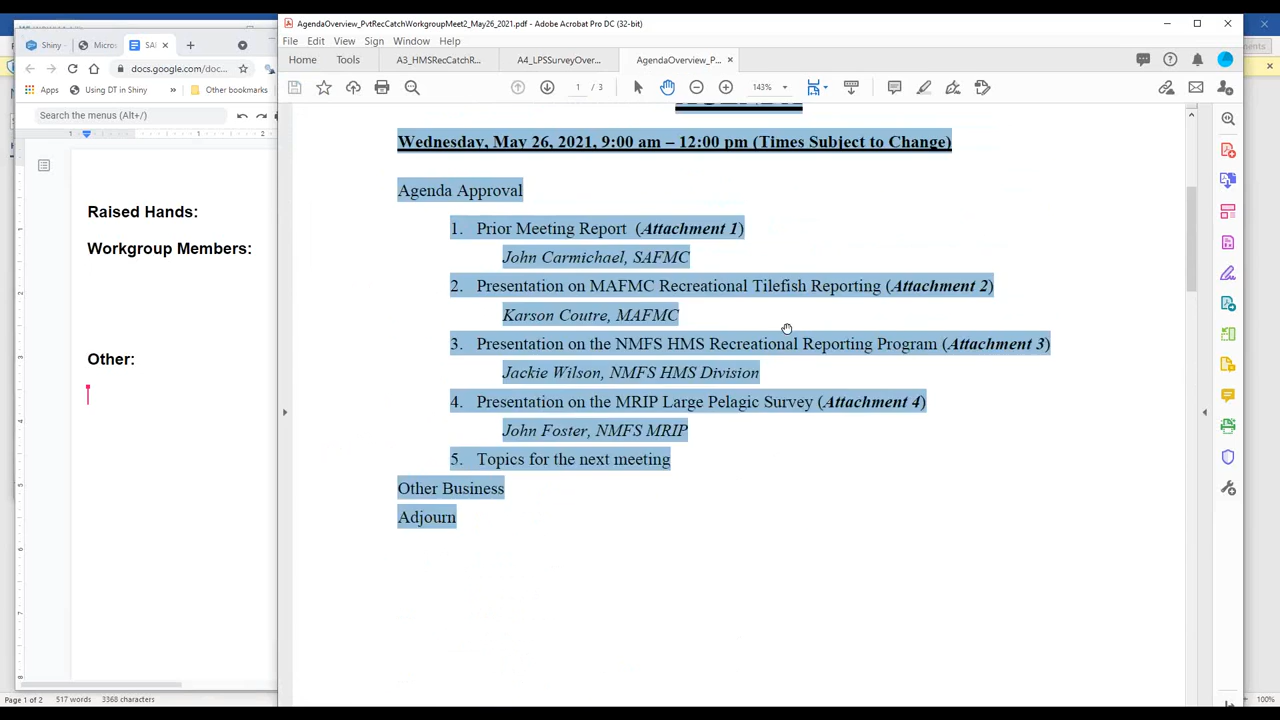 AgendaOverview_PvtRecCatchWorkgroupMeet2_May26_2021.pdf - Adobe Acrobat Pro DC (32-bit)
File Edit View Sign Window Help
Shiny Micro: SAI
docs.google.com/doc...
Apps Using DT in Shiny » Other bookmarks
Search the menus (Alt+/)
Home Tools A3_HMSRecCatchR... A4_LPSSurveyOver... AgendaOverview_P...
1 / 3 143%
Raised Hands:
Workgroup Members:
Other:
Wednesday, May 26, 2021, 9:00 am – 12:00 pm (Times Subject to Change)
Agenda Approval
1. Prior Meeting Report (Attachment 1)
John Carmichael, SAFMC
2. Presentation on MAFMC Recreational Tilefish Reporting (Attachment 2)
Karson Coutre, MAFMC
3. Presentation on the NMFS HMS Recreational Reporting Program (Attachment 3)
Jackie Wilson, NMFS HMS Division
4. Presentation on the MRIP Large Pelagic Survey (Attachment 4)
John Foster, NMFS MRIP
5. Topics for the next meeting
Other Business
Adjourn
Page 1 of 2 517 words 3368 characters
100%